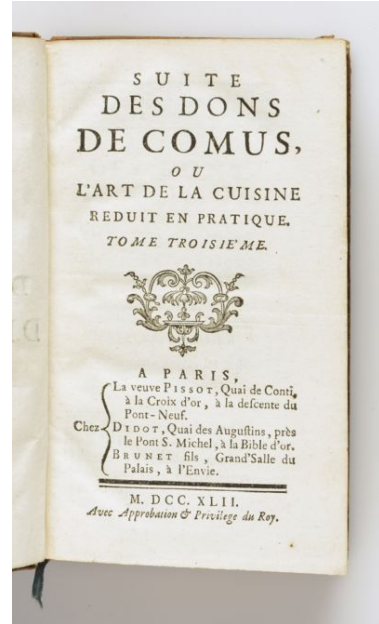 SUITE
DES DONS
DE COMUS,
OU
L'ART DE LA CUISINE
REDUIT EN PRATIQUE.
TOME TROISIE'ME.
A PARIS,
La veuve PISSOT, Quai de Conti,
à la Croix d'or, à la deſcente du
Pont-Neuf.
Chez DIDOT, Quai des Auguſtins, près
le Pont S. Michel, à la Bible d'or.
BRUNET fils, Grand'Salle du
Palais, à l'Envie.
M. DCC. XLII.
Avec Approbation & Privilege du Roy.